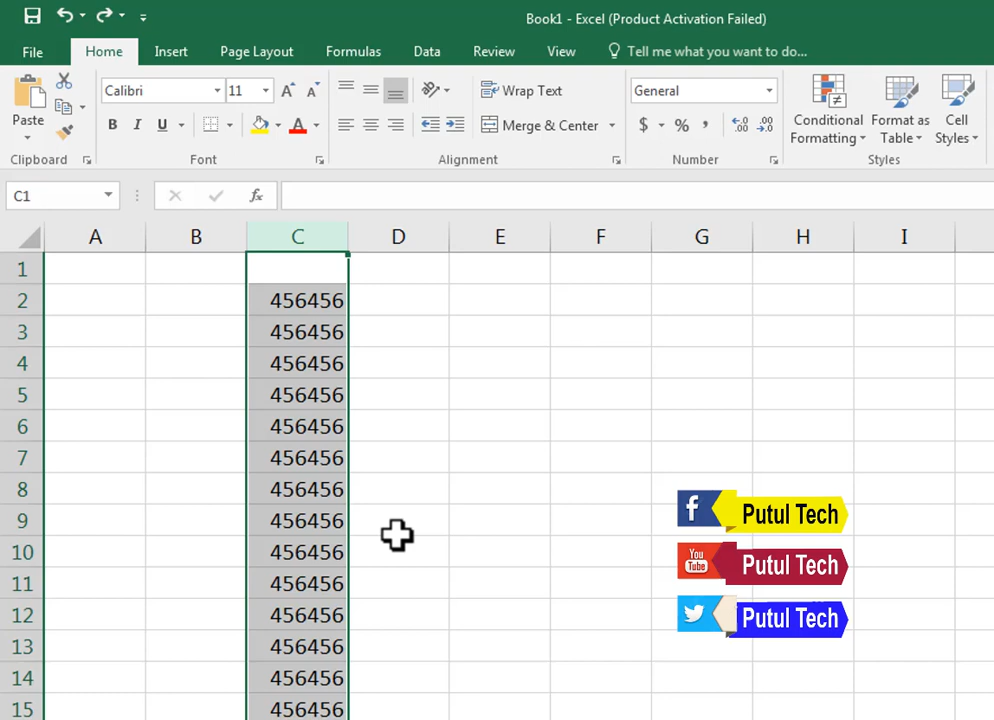 Book1 - Excel (Product Activation Failed)
File Home Insert Page Layout Formulas Data Review View Tell me what you want to do...
Calibri 11 Wrap Text General
Paste B I U Merge & Center $ % , Conditional Formatting Format as Table Cell Styles
Clipboard Font Alignment Number Styles
C1 fx
A B C D E F G H I
1
2 456456
3 456456
4 456456
5 456456
6 456456
7 456456
8 456456
f Putul Tech
9 456456
10 456456
You Tube Putul Tech
11 456456
12 456456
Putul Tech
13 456456
14 456456
15 456456